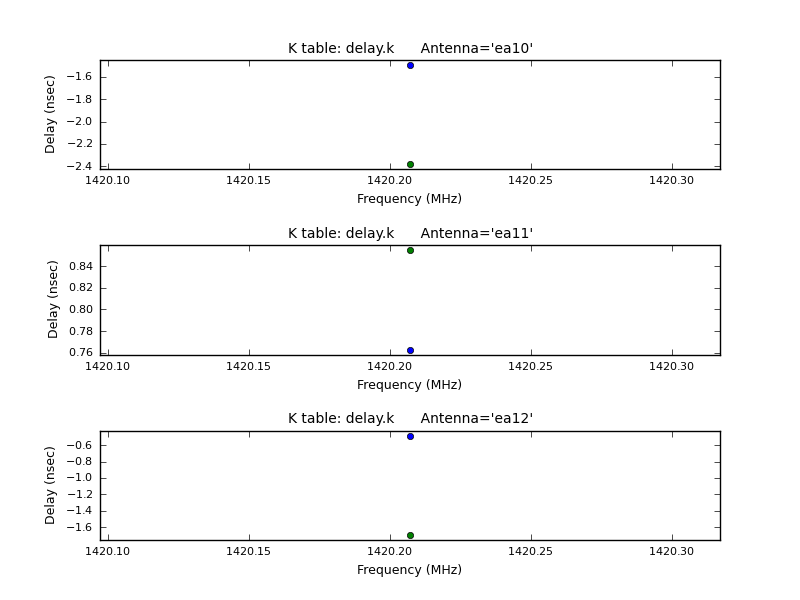 K table: delay.k      Antenna='ea10'
Delay (nsec)
−1.6
−1.8
−2.0
−2.2
−2.4
1420.10 1420.15 1420.20 1420.25 1420.30
Frequency (MHz)
K table: delay.k      Antenna='ea11'
Delay (nsec)
0.84
0.82
0.80
0.78
0.76
1420.10 1420.15 1420.20 1420.25 1420.30
Frequency (MHz)
K table: delay.k      Antenna='ea12'
Delay (nsec)
−0.6
−0.8
−1.0
−1.2
−1.4
−1.6
1420.10 1420.15 1420.20 1420.25 1420.30
Frequency (MHz)